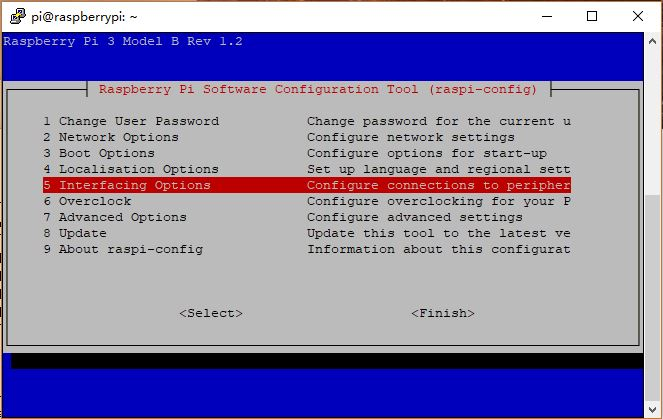 pi@raspberrypi: ~
Raspberry Pi 3 Model B Rev 1.2
Raspberry Pi Software Configuration Tool (raspi-config)
1 Change User Password Change password for the current u
2 Network Options Configure network settings
3 Boot Options Configure options for start-up
4 Localisation Options Set up language and regional sett
5 Interfacing Options Configure connections to peripher
6 Overclock Configure overclocking for your P
7 Advanced Options Configure advanced settings
8 Update Update this tool to the latest ve
9 About raspi-config Information about this configurat
<Select> <Finish>